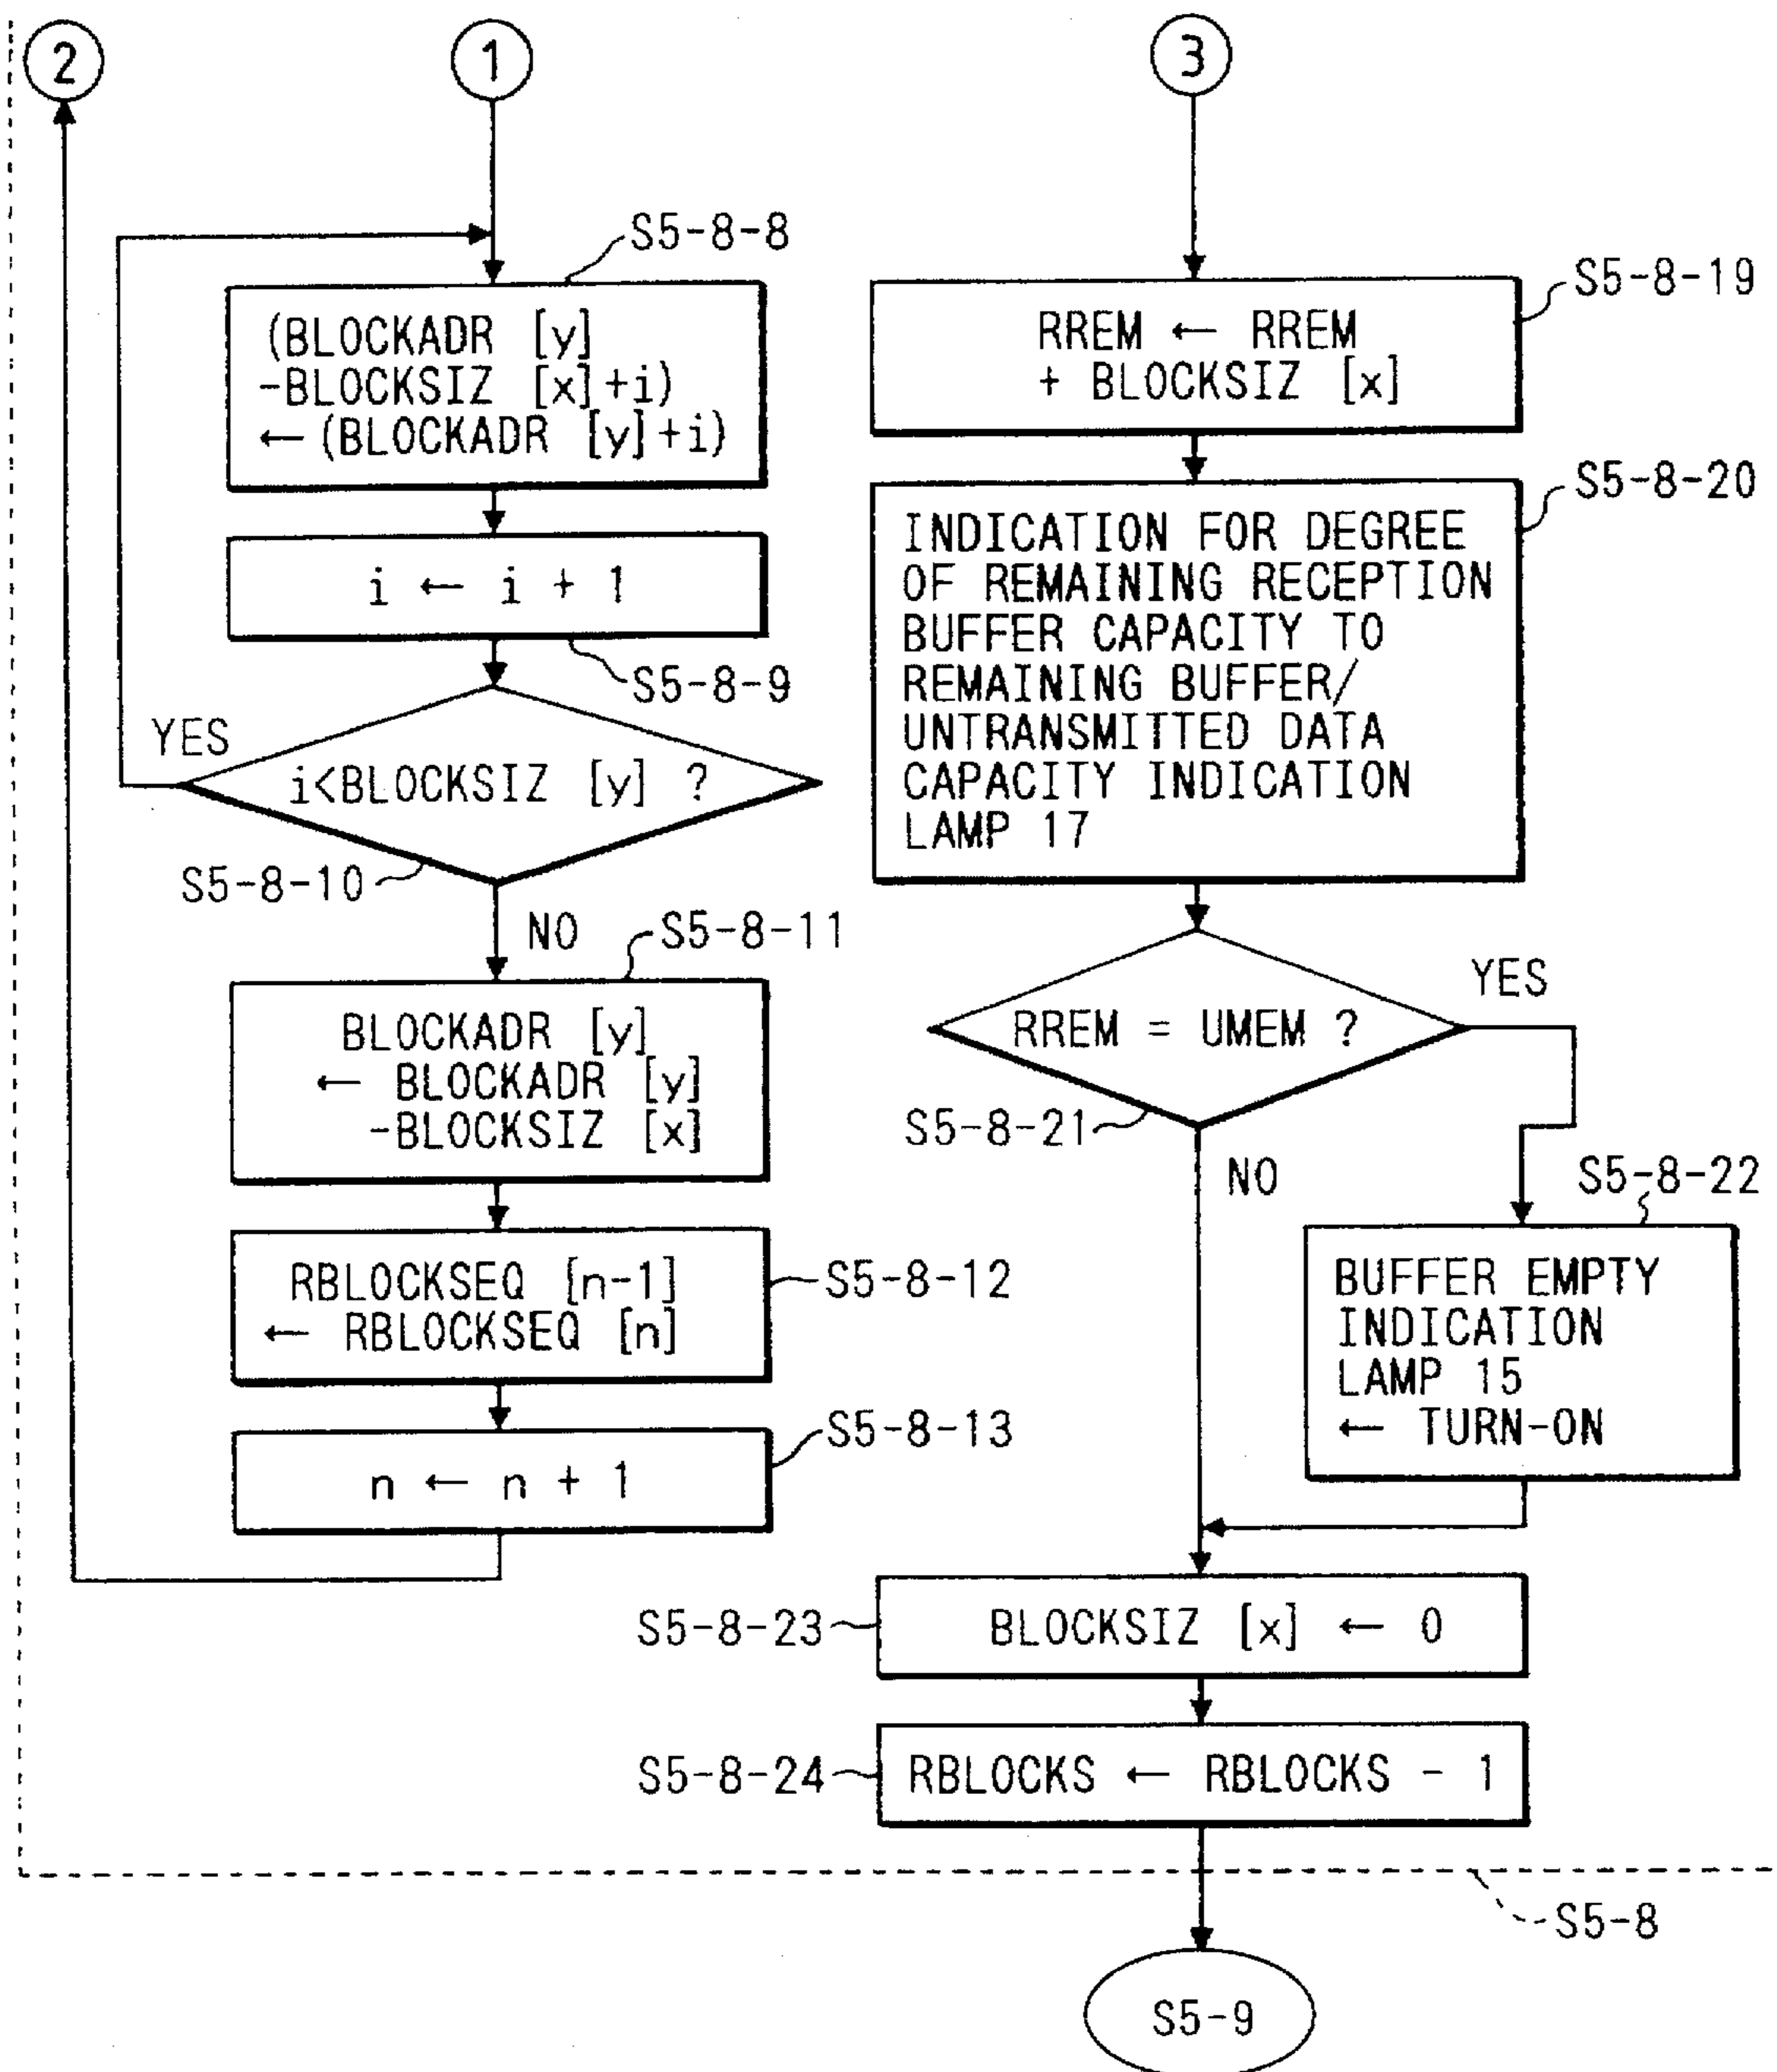 2
1
3
S5-8-8
(BLOCKADR [y]
-BLOCKSIZ [x]+i)
← (BLOCKADR [y]+i)
i ← i + 1
S5-8-9
YES
i<BLOCKSIZ [y] ?
S5-8-10
NO
S5-8-11
BLOCKADR [y]
← BLOCKADR [y]
-BLOCKSIZ [x]
RBLOCKSEQ [n-1]
← RBLOCKSEQ [n]
S5-8-12
S5-8-13
n ← n + 1
S5-8-19
RREM ← RREM
+ BLOCKSIZ [x]
S5-8-20
INDICATION FOR DEGREE
OF REMAINING RECEPTION
BUFFER CAPACITY TO
REMAINING BUFFER/
UNTRANSMITTED DATA
CAPACITY INDICATION
LAMP 17
YES
RREM = UMEM ?
S5-8-21
NO
S5-8-22
BUFFER EMPTY
INDICATION
LAMP 15
← TURN-ON
S5-8-23
BLOCKSIZ [x] ← 0
S5-8-24
RBLOCKS ← RBLOCKS - 1
S5-8
S5-9